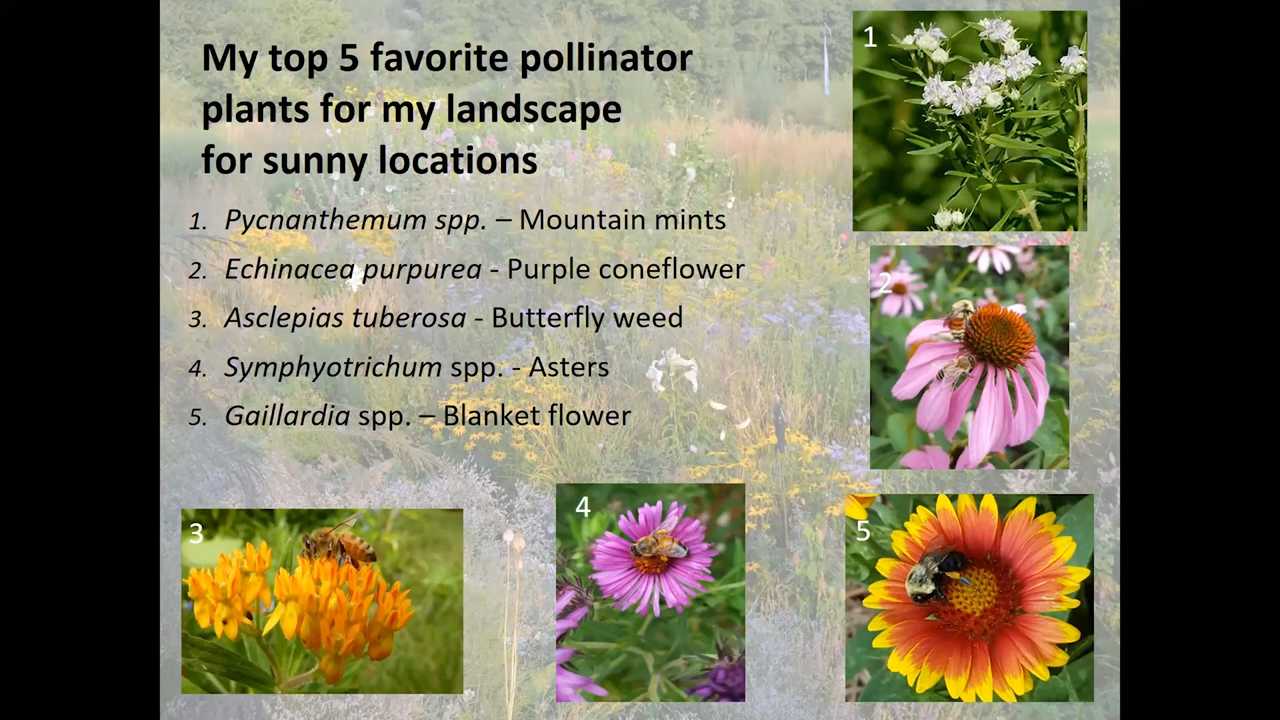 My top 5 favorite pollinator
plants for my landscape
for sunny locations
1. Pycnanthemum spp. – Mountain mints
2. Echinacea purpurea - Purple coneflower
3. Asclepias tuberosa - Butterfly weed
4. Symphyotrichum spp. - Asters
5. Gaillardia spp. – Blanket flower
1
2
3
4
5